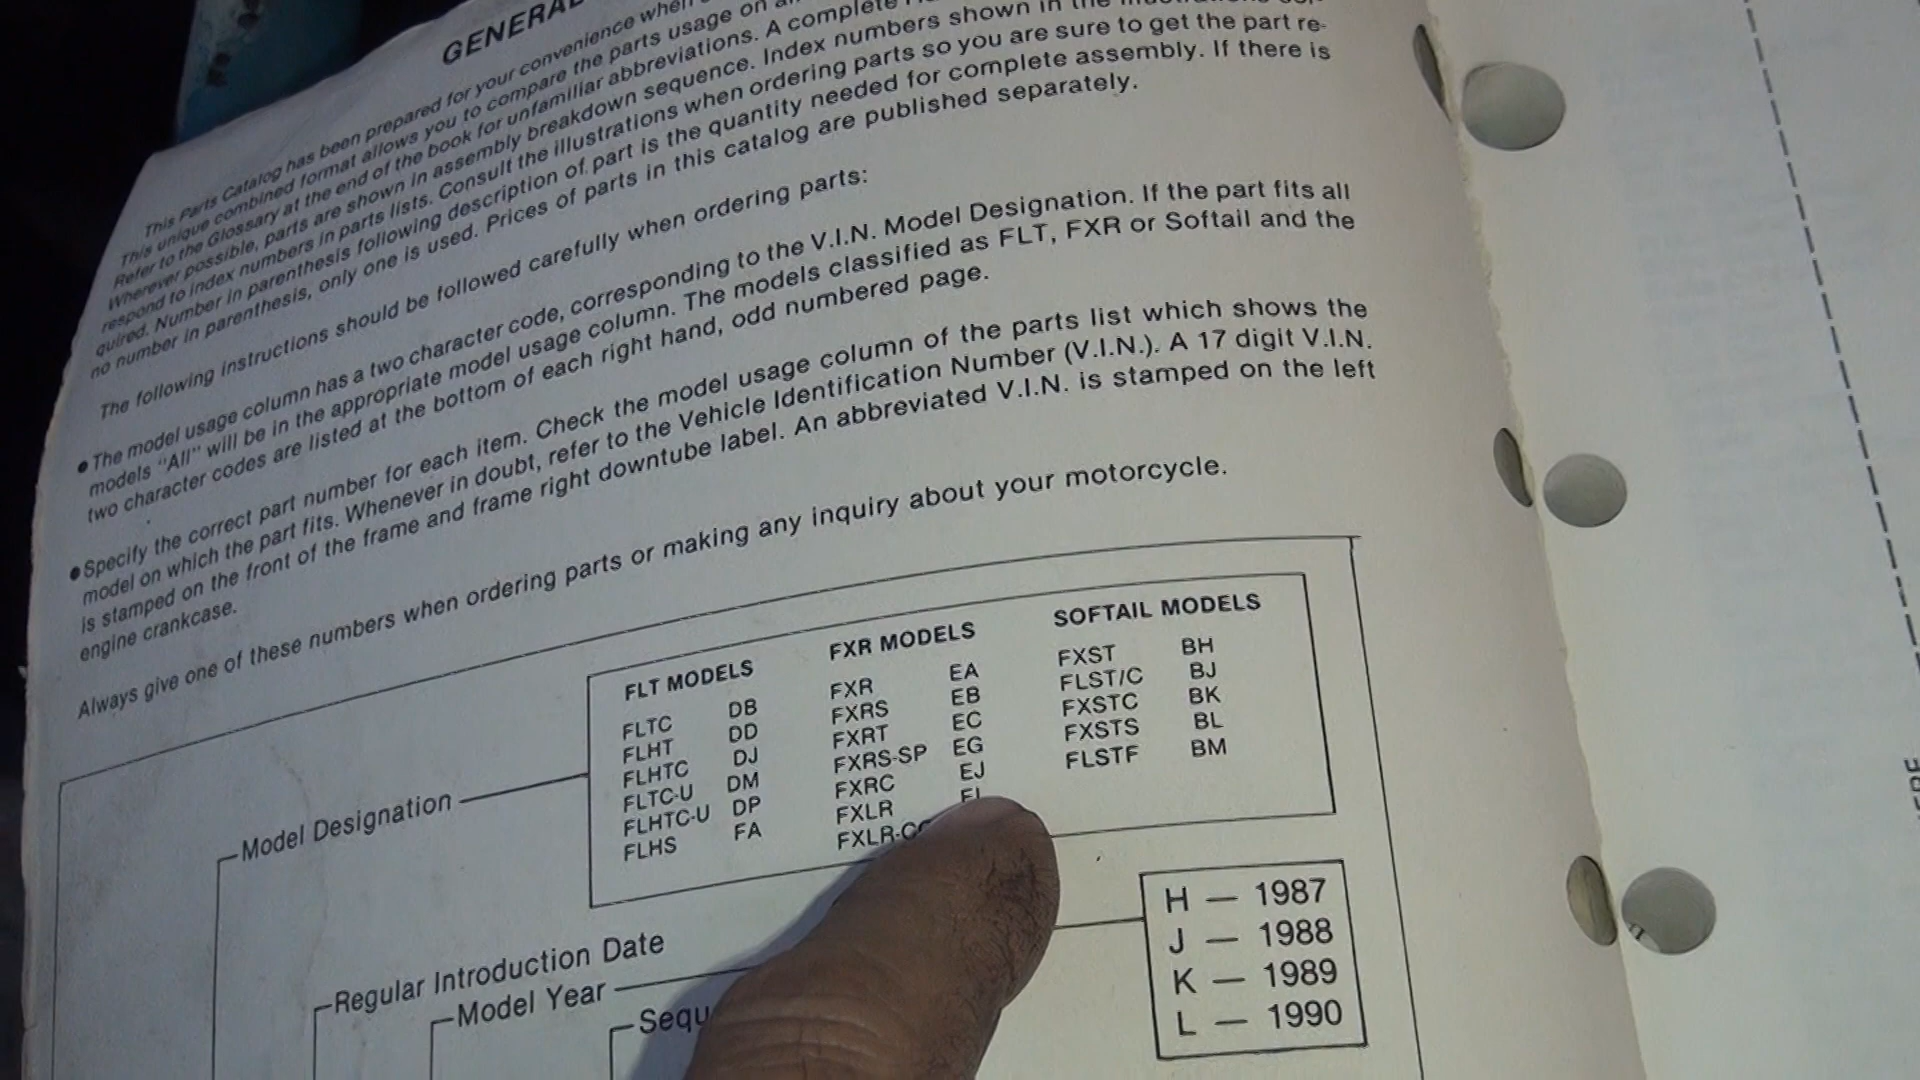 GENERAL
This Parts Catalog has been prepared for your convenience when
This unique combined format allows you to compare the parts usage on
Refer to the Glossary at the end of the book for unfamiliar abbreviations. A complete
Wherever possible, parts are shown in assembly breakdown sequence. Index numbers shown in the
respond to index numbers in parts lists. Consult the illustrations when ordering parts so you are sure to get the part re-
quired. Number in parenthesis following description of part is the quantity needed for complete assembly. If there is
no number in parenthesis, only one is used. Prices of parts in this catalog are published separately.
The following instructions should be followed carefully when ordering parts:
● The model usage column has a two character code, corresponding to the V.I.N. Model Designation. If the part fits all
models "All" will be in the appropriate model usage column. The models classified as FLT, FXR or Softail and the
two character codes are listed at the bottom of each right hand, odd numbered page.
● Specify the correct part number for each item. Check the model usage column of the parts list which shows the
model on which the part fits. Whenever in doubt, refer to the Vehicle Identification Number (V.I.N.). A 17 digit V.I.N.
is stamped on the front of the frame and frame right downtube label. An abbreviated V.I.N. is stamped on the left
engine crankcase.
Always give one of these numbers when ordering parts or making any inquiry about your motorcycle.
Model Designation
FLT MODELS
FLTC DB
FLHT DD
FLHTC DJ
FLTC-U DM
FLHTC-U DP
FLHS FA
FXR MODELS
FXR EA
FXRS EB
FXRT EC
FXRS-SP EG
FXRC EJ
FXLR
SOFTAIL MODELS
FXST BH
FLST/C BJ
FXSTC BK
FXSTS BL
FLSTF BM
Regular Introduction Date
Model Year
H — 1987
J — 1988
K — 1989
L — 1990